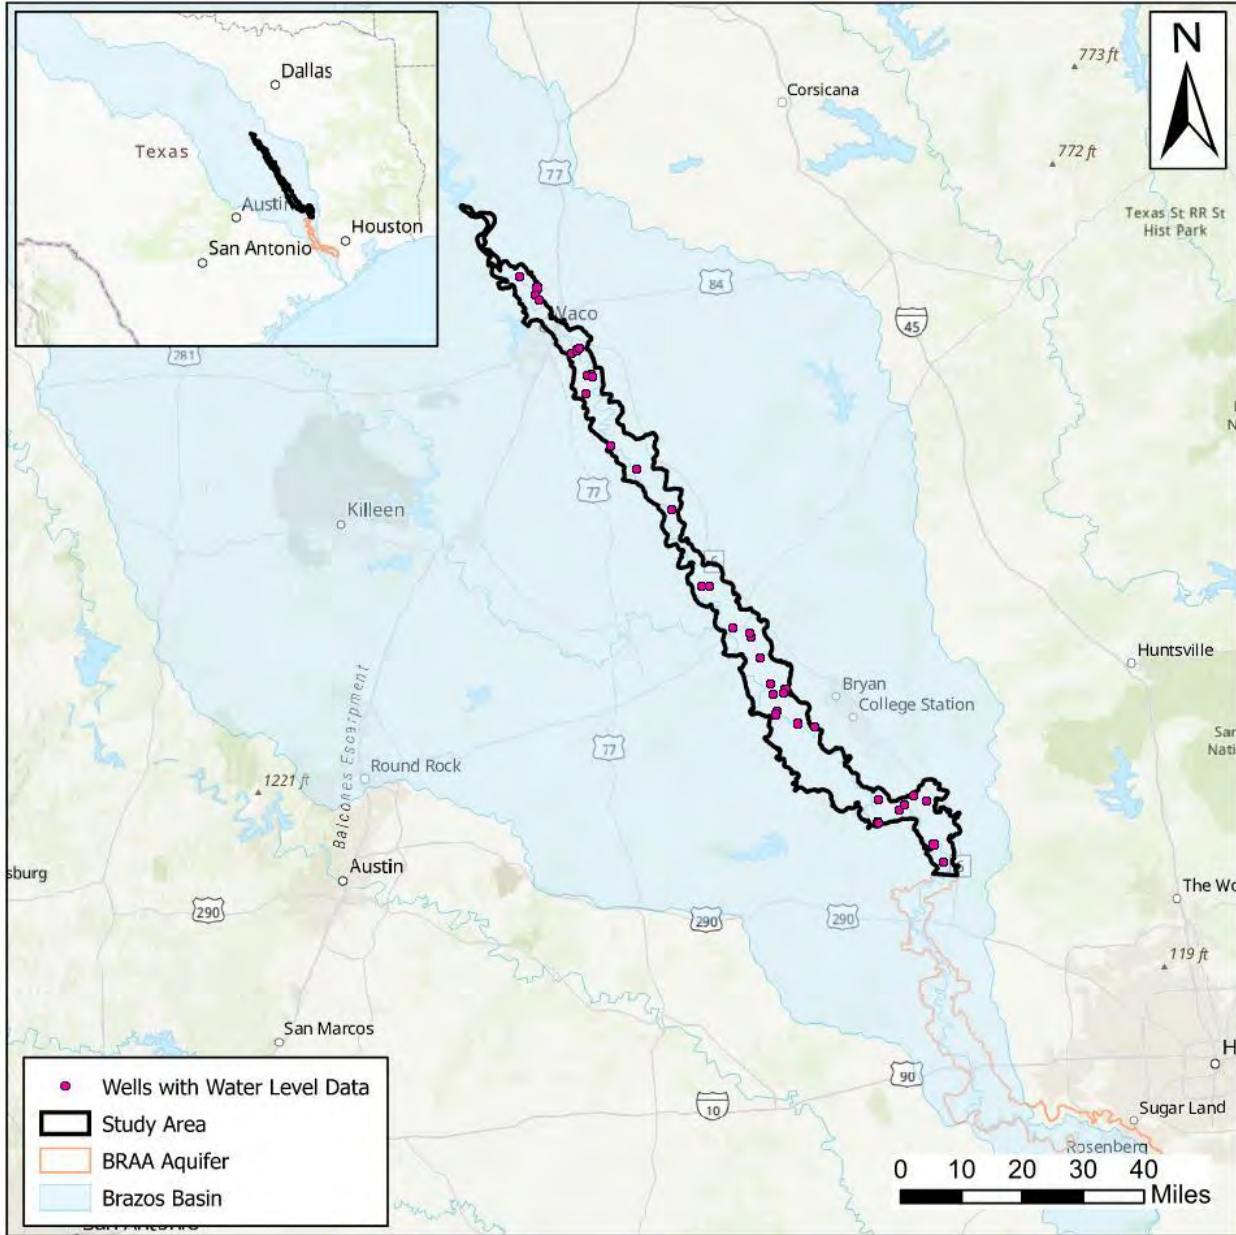 Dallas
Texas
Austin
Houston
San Antonio
N
773 ft
Corsicana
772 ft
77
Texas St RR St
Hist Park
84
Waco
45
281
77
Killeen
6
Huntsville
Bryan
College Station
San
Nati
77
Round Rock
1221 ft
Balcones Escarpment
Austin
sburg
The Wo
290
290
290
119 ft
San Marcos
H
90
10
Sugar Land
Rosenberg
Wells with Water Level Data
Study Area
BRAA Aquifer
Brazos Basin
0 10 20 30 40
Miles